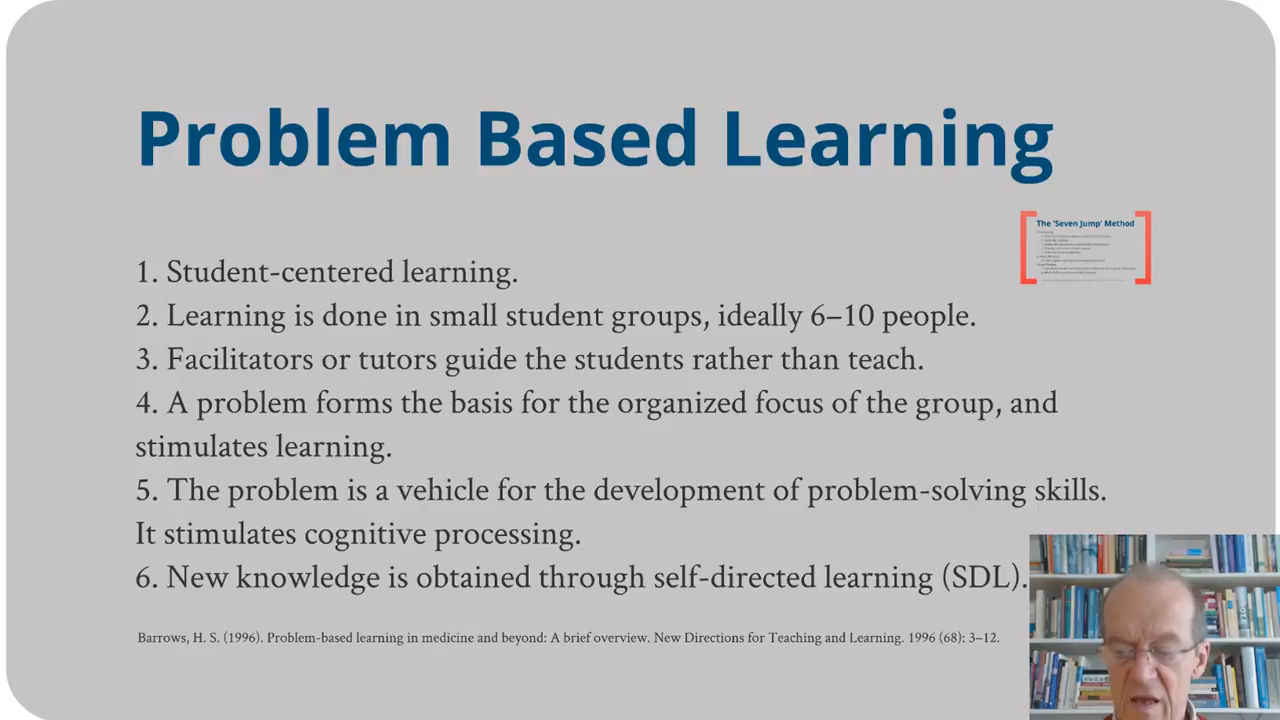 Problem Based Learning
The 'Seven Jump' Method
1. Student-centered learning.
2. Learning is done in small student groups, ideally 6–10 people.
3. Facilitators or tutors guide the students rather than teach.
4. A problem forms the basis for the organized focus of the group, and
stimulates learning.
5. The problem is a vehicle for the development of problem-solving skills.
It stimulates cognitive processing.
6. New knowledge is obtained through self-directed learning (SDL).
Barrows, H. S. (1996). Problem-based learning in medicine and beyond: A brief overview. New Directions for Teaching and Learning. 1996 (68): 3–12.